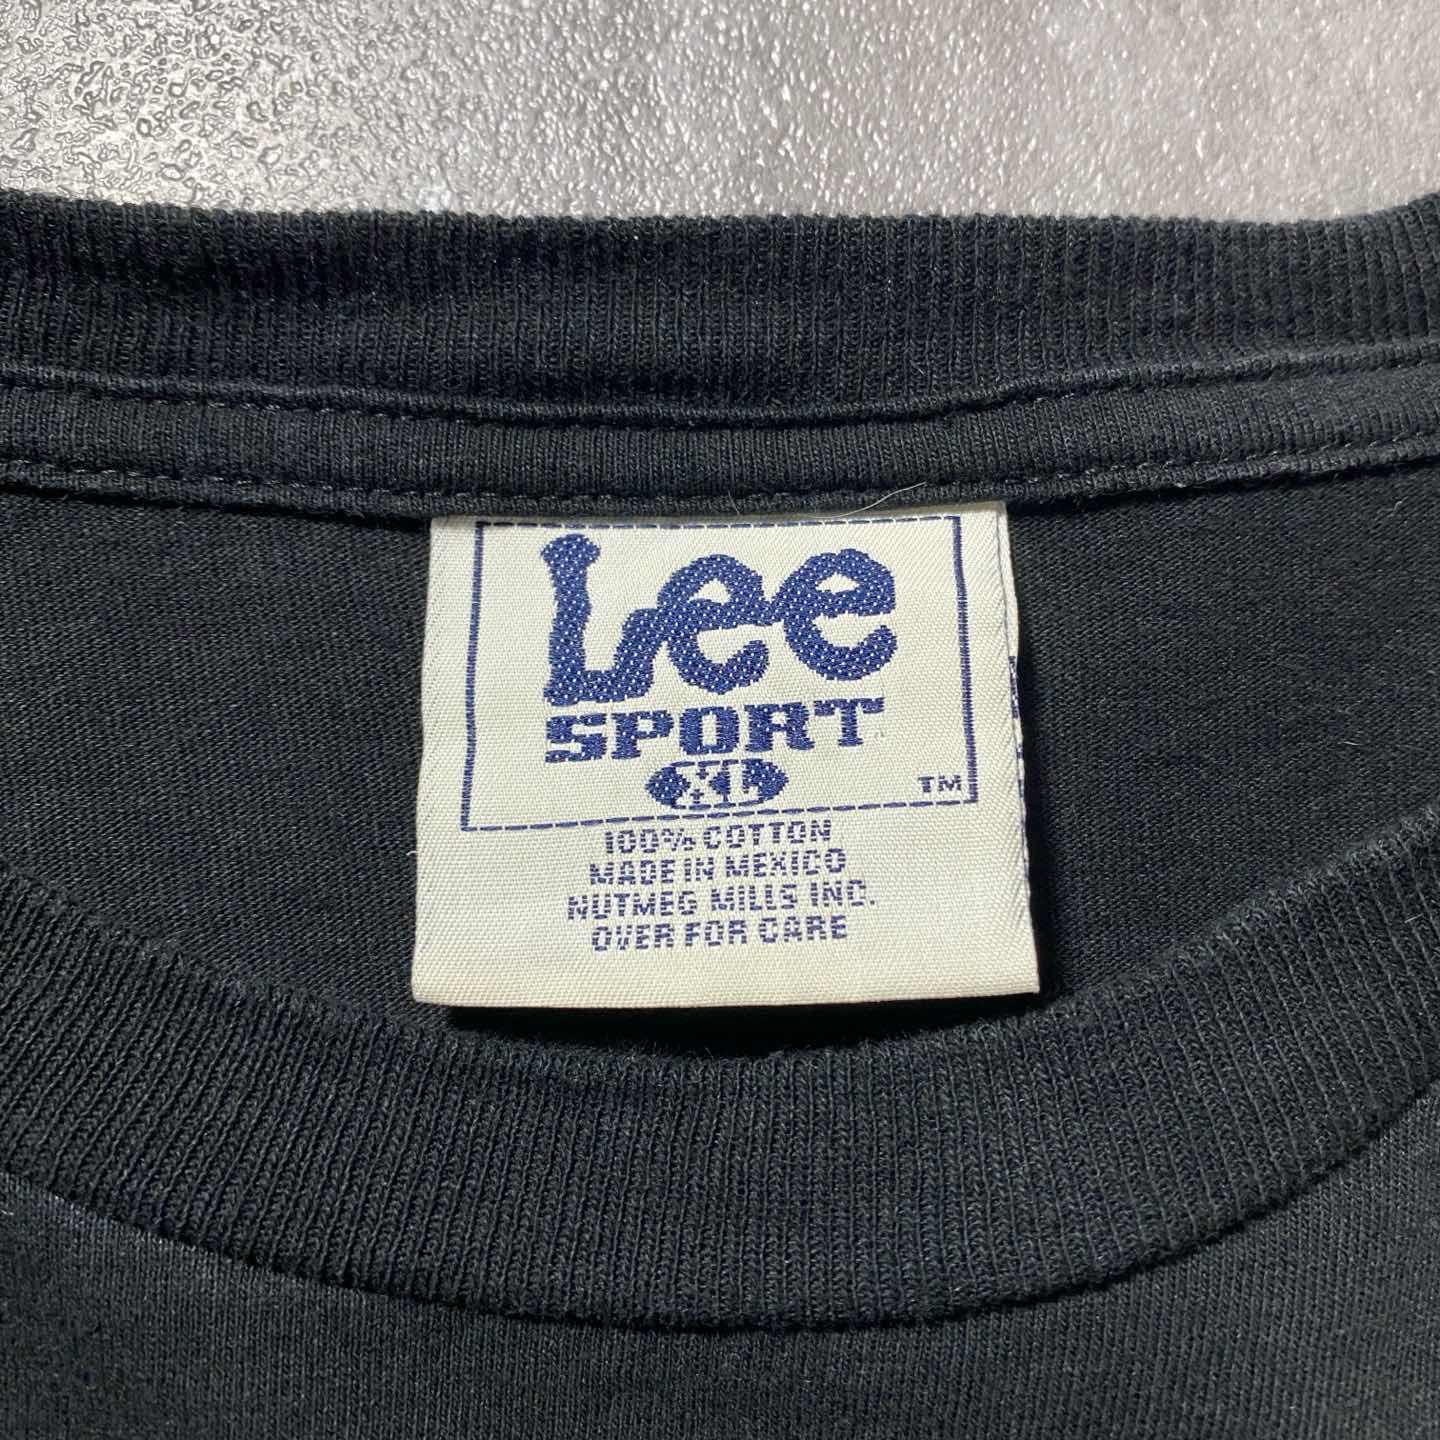 Lee
SPORT
XL
TM
100% COTTON
MADE IN MEXICO
NUTMEG MILLS INC.
OVER FOR CARE